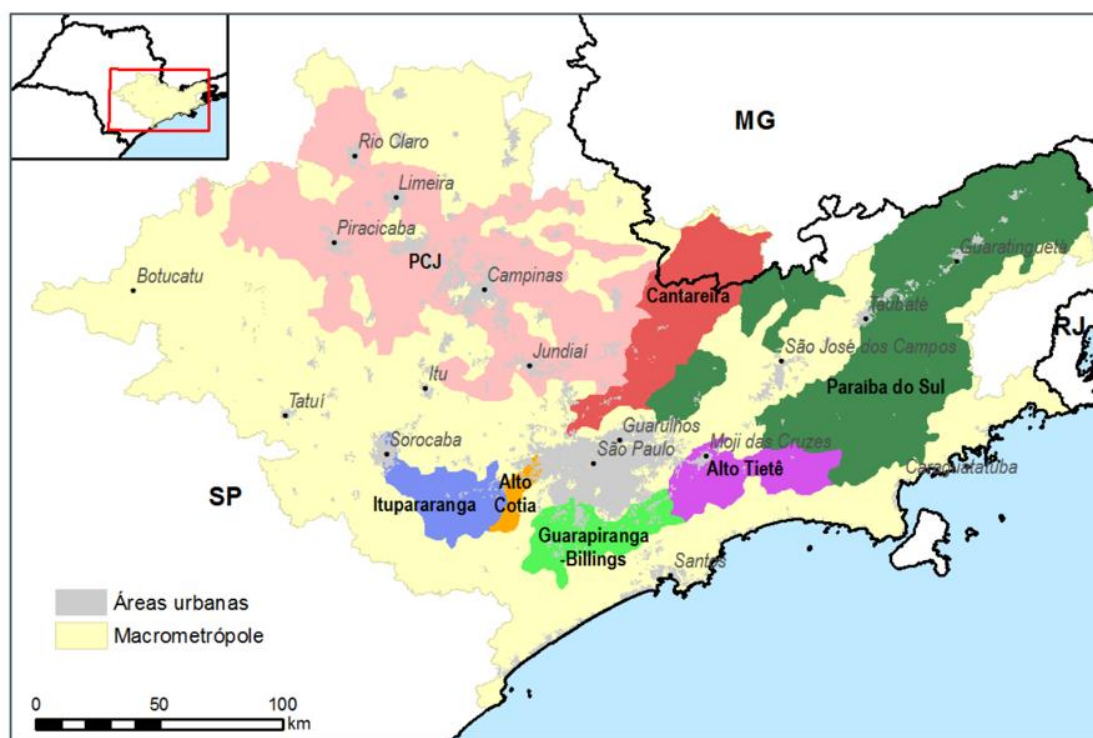 MG
Rio Claro
Limeira
Piracicaba
PCJ
Botucatu
Campinas
Cantareira
Guaratinguetá
Taubaté
RJ
São José dos Campos
Jundiaí
Itu
Paraíba do Sul
Tatuí
Guarulhos
Sorocaba
São Paulo
Moji das Cruzes
Alto Tietê
Caraguatatuba
SP
Itupararanga
Alto
Cotia
Guarapiranga
-Billings
Santos
Áreas urbanas
Macrometrópole
0 50 100
km